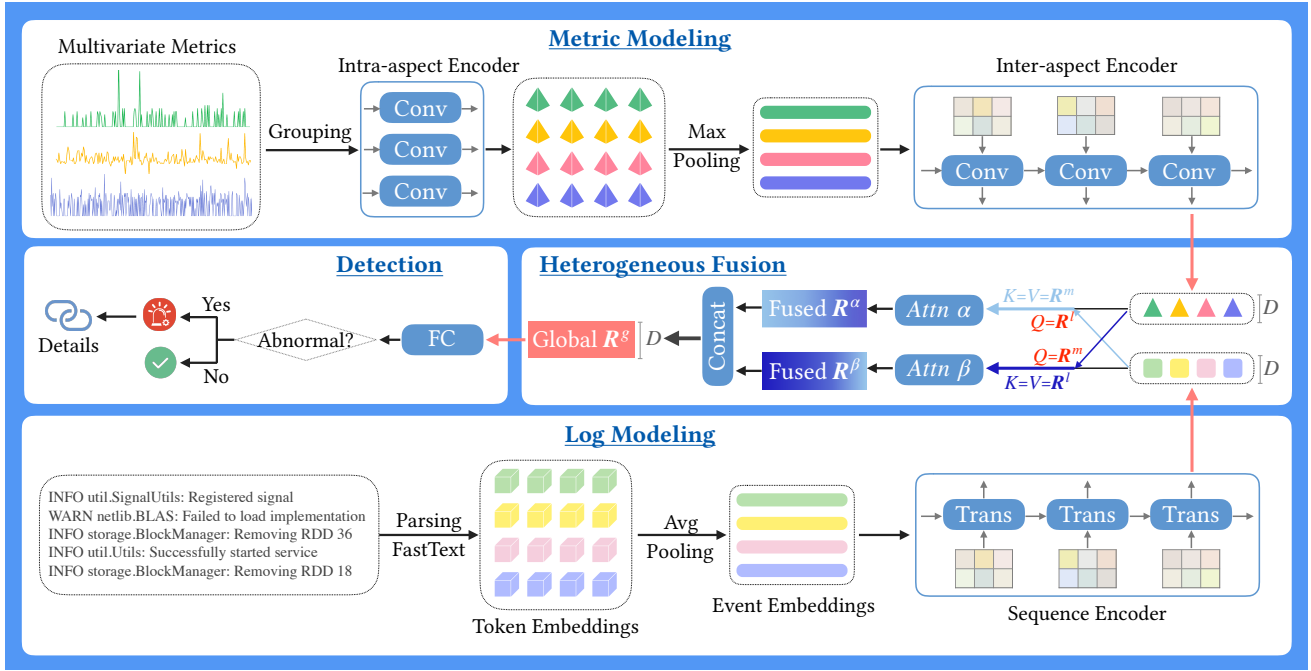 Metric Modeling
Multivariate Metrics
Grouping
Intra-aspect Encoder
Conv
Conv
Conv
Max
Pooling
Inter-aspect Encoder
Conv
Conv
Conv
Detection
Yes
No
Details
Abnormal?
FC
Heterogeneous Fusion
Global R^g
D
Concat
Fused R^α
Fused R^β
Attn α
Attn β
K=V=R^m
Q=R^l
Q=R^m
K=V=R^l
D
D
Log Modeling
INFO util.SignalUtils: Registered signal
WARN netlib.BLAS: Failed to load implementation
INFO storage.BlockManager: Removing RDD 36
INFO util.Utils: Successfully started service
INFO storage.BlockManager: Removing RDD 18
Parsing
FastText
Token Embeddings
Avg
Pooling
Event Embeddings
Trans
Trans
Trans
Sequence Encoder